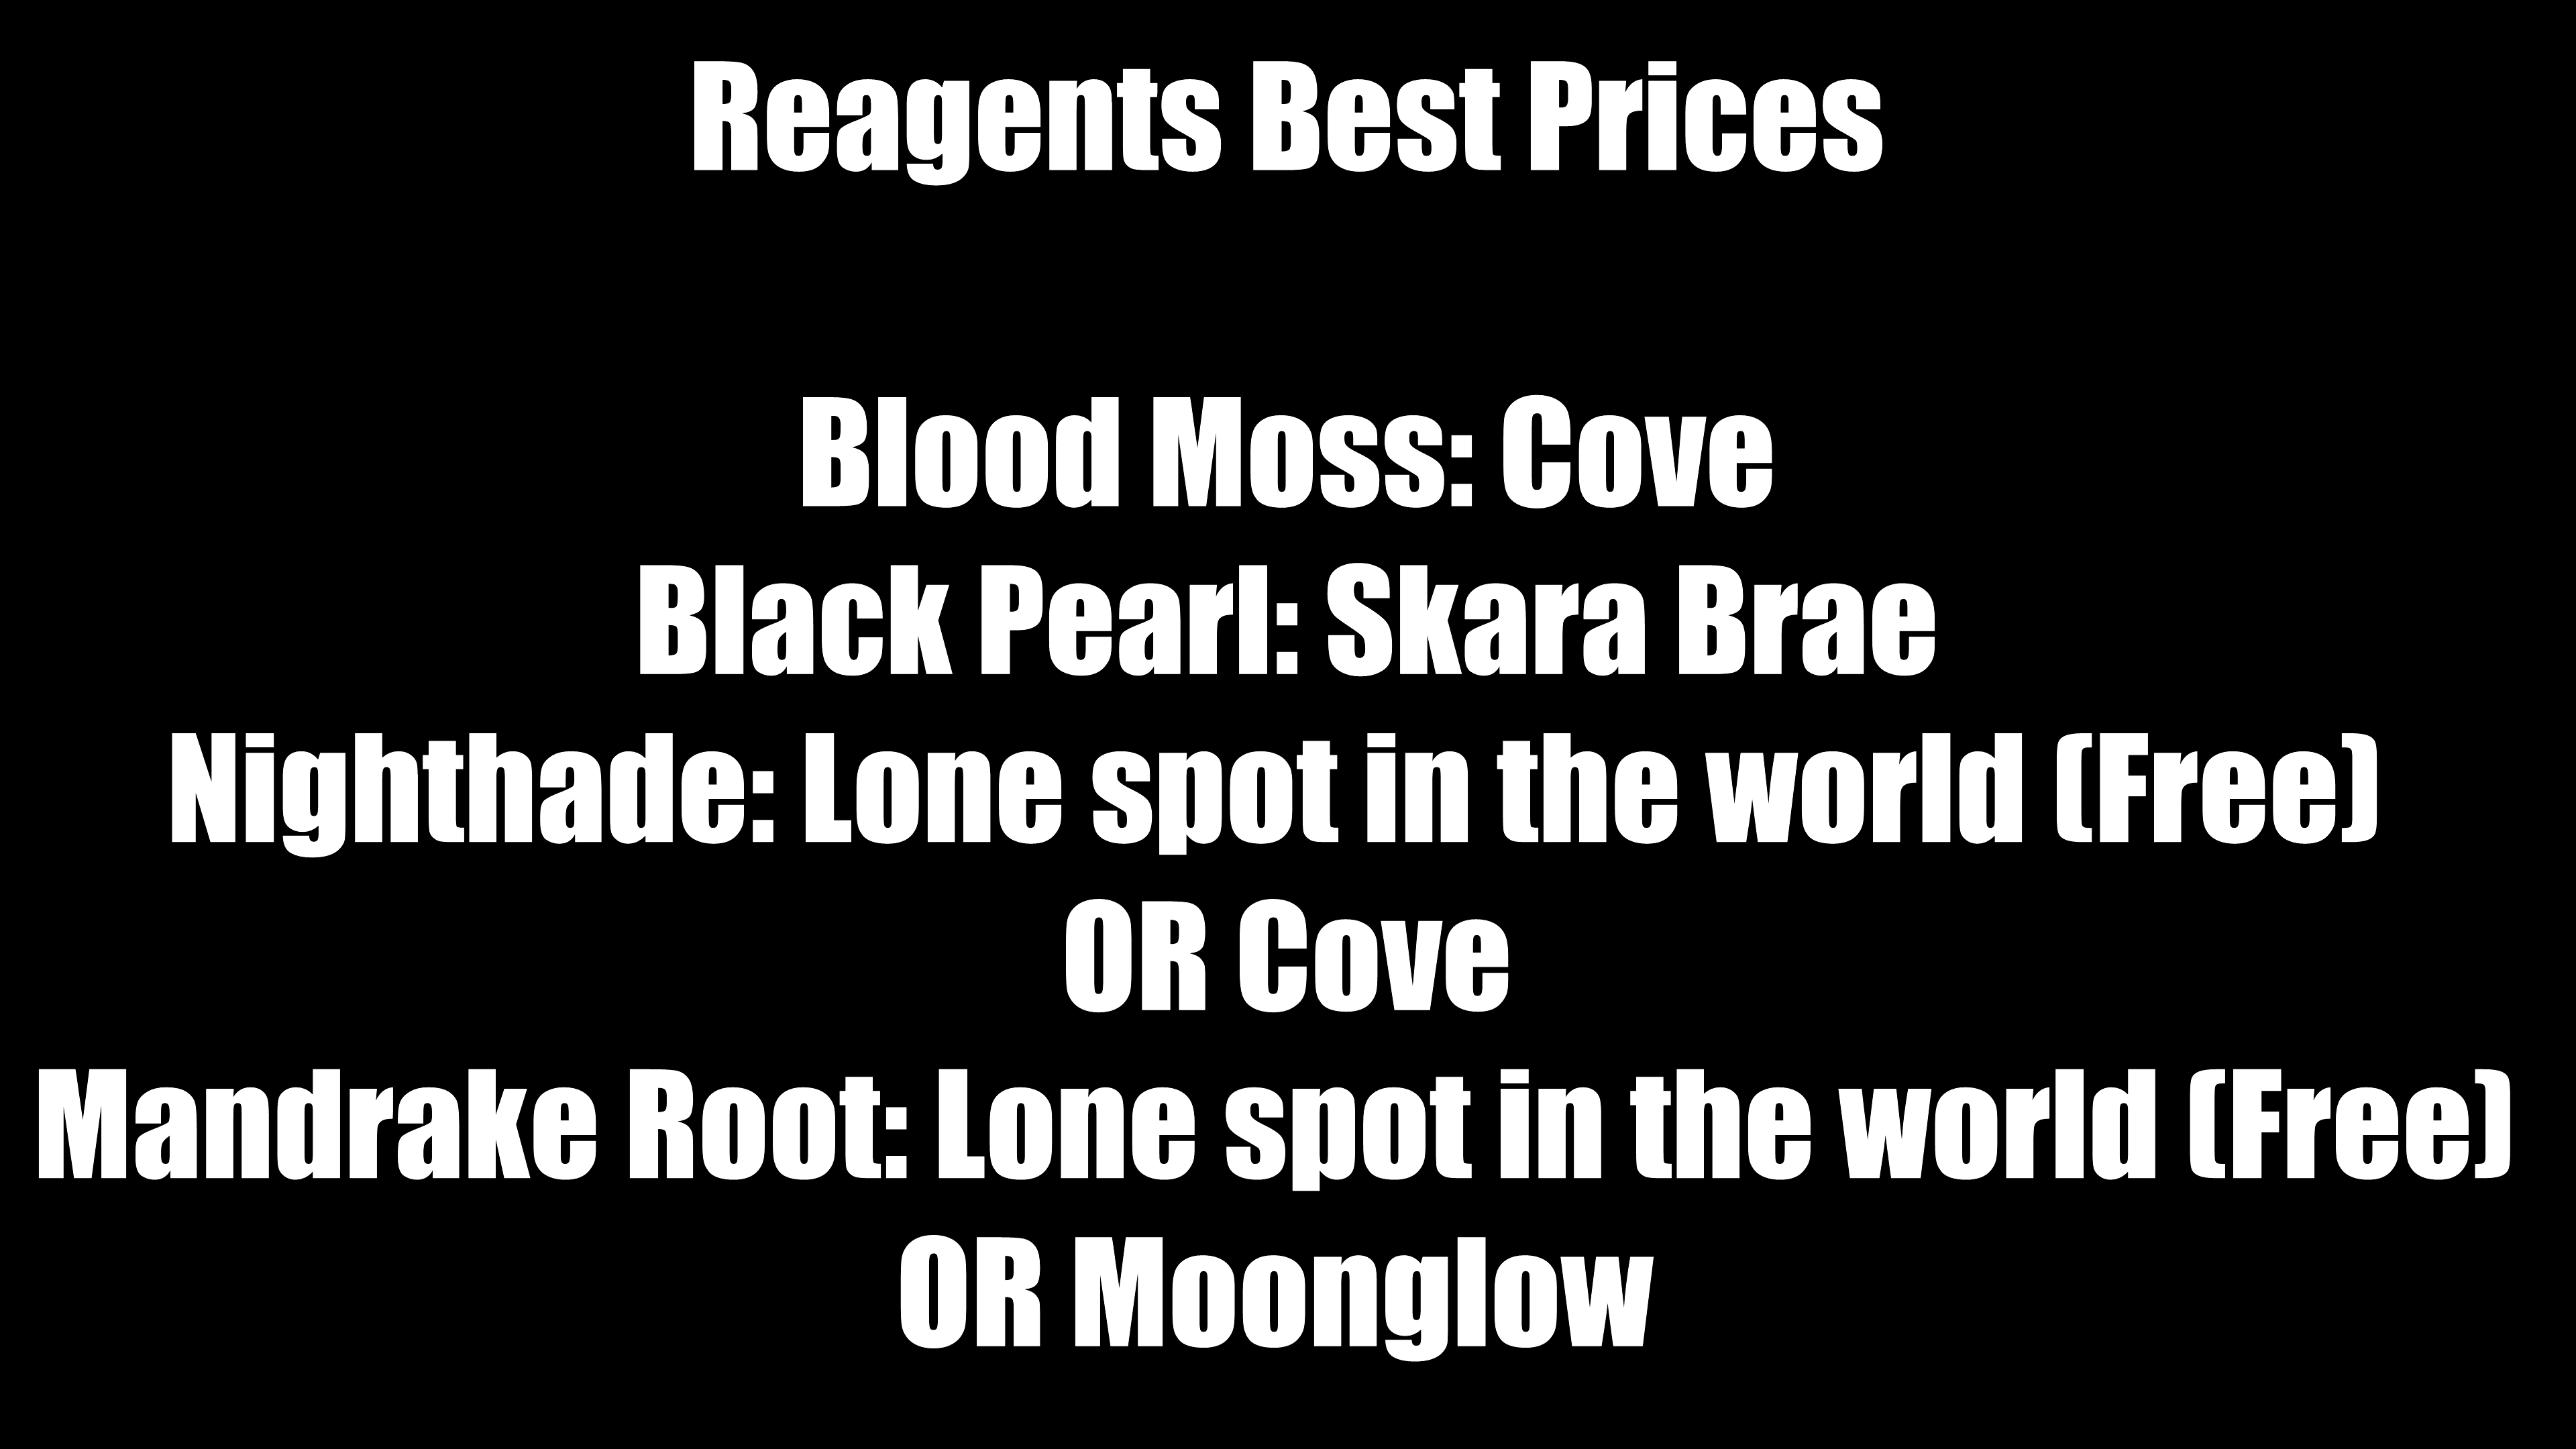 Reagents Best Prices
Blood Moss: Cove
Black Pearl: Skara Brae
Nighthade: Lone spot in the world (Free)
OR Cove
Mandrake Root: Lone spot in the world (Free)
OR Moonglow